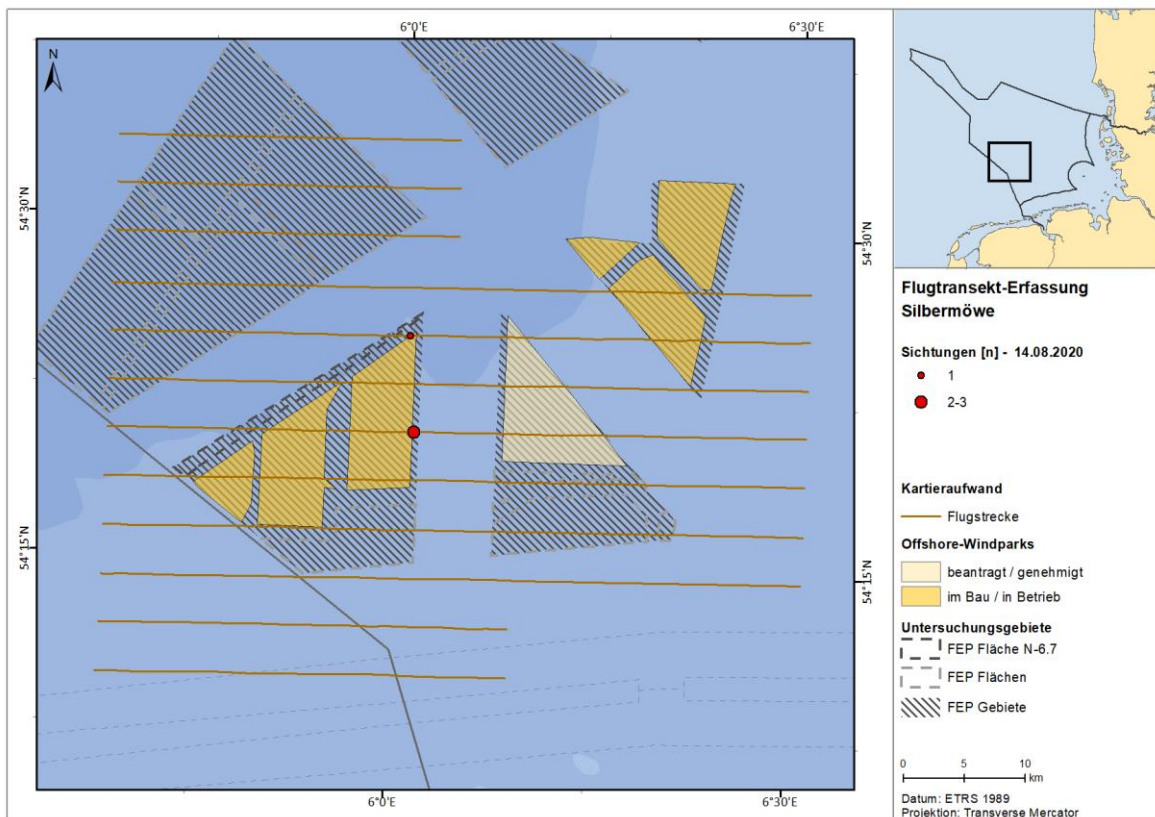 6°0'E
6°30'E
N
54°30'N
54°30'N
54°15'N
54°15'N
6°0'E
6°30'E
Flugtransekt-Erfassung
Silbermöwe
Sichtungen [n] - 14.08.2020
1
2-3
Kartieraufwand
Flugstrecke
Offshore-Windparks
beantragt / genehmigt
im Bau / in Betrieb
Untersuchungsgebiete
FEP Fläche N-6.7
FEP Flächen
FEP Gebiete
0 5 10
km
Datum: ETRS 1989
Projektion: Transverse Mercator